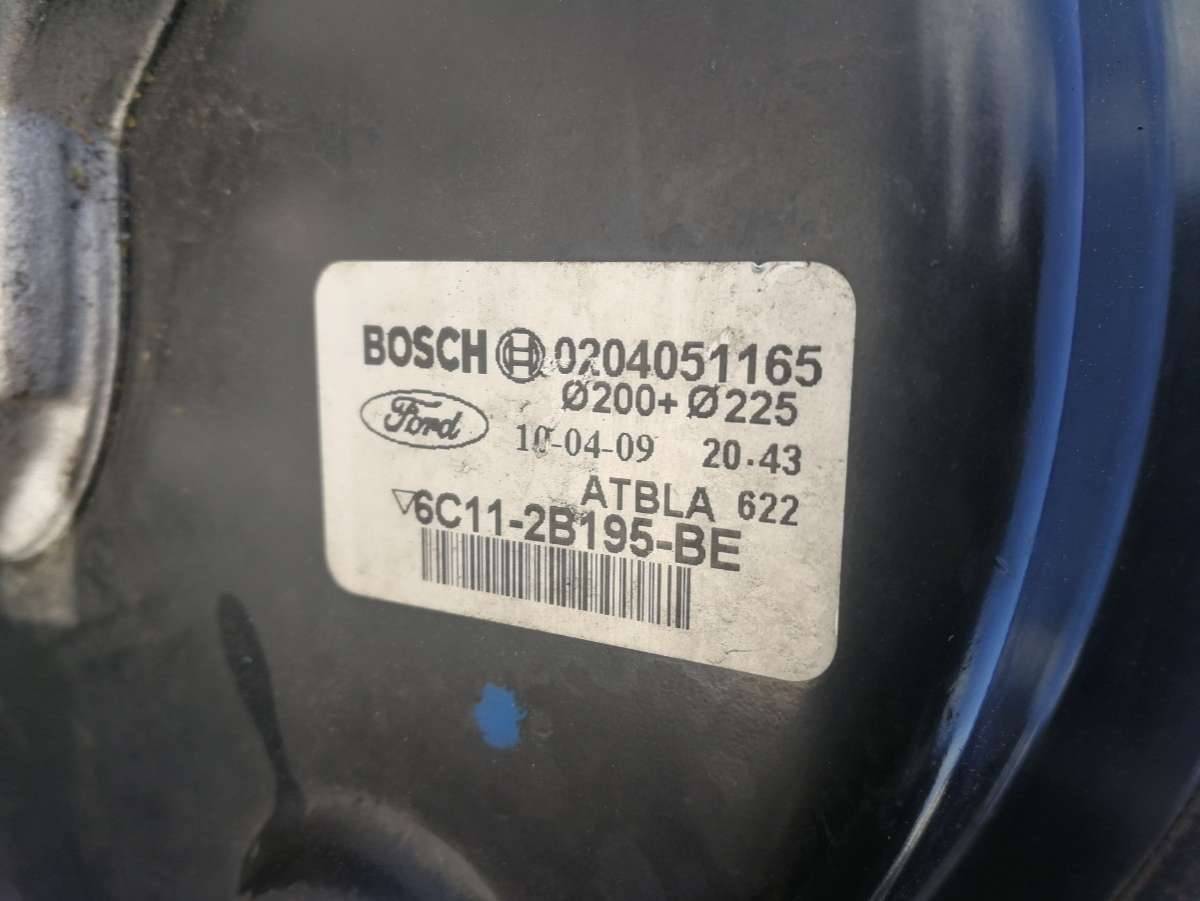 BOSCH 0204051165
Ø200+ Ø225
Ford 10-04-09 20.43
ATBLA 622
6C11-2B195-BE